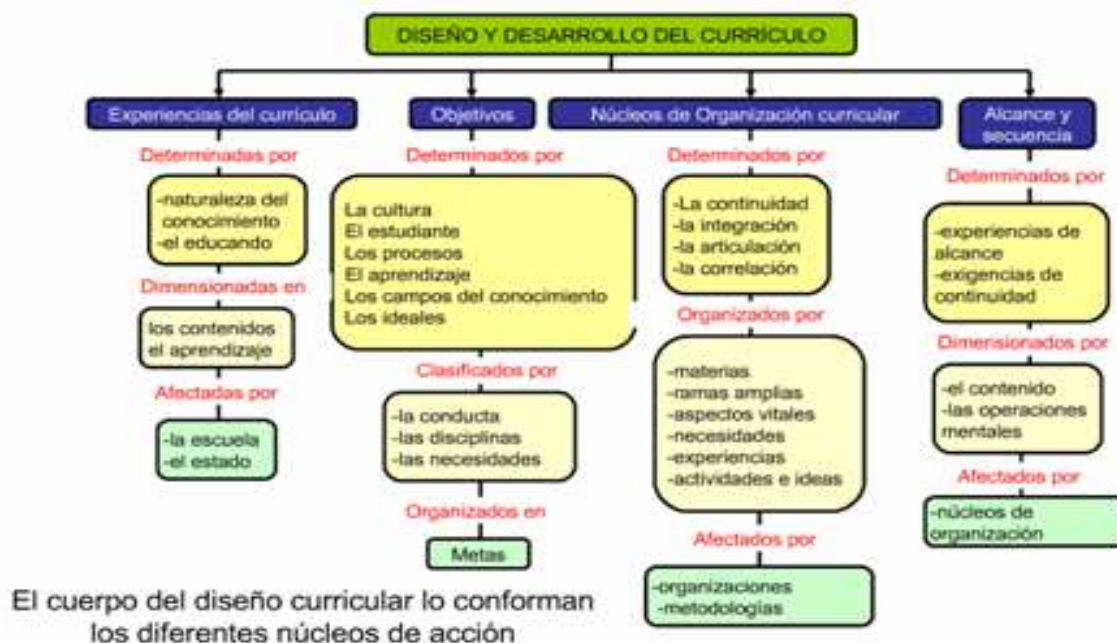 DISEÑO Y DESARROLLO DEL CURRÍCULO
Experiencias del currículo
Determinadas por
-naturaleza del
conocimiento
-el educando
Dimensionadas en
los contenidos
el aprendizaje
Afectadas por
-la escuela
-el estado
Objetivos
Determinados por
La cultura
El estudiante
Los procesos
El aprendizaje
Los campos del conocimiento
Los ideales
Clasificados por
-la conducta
-las disciplinas
-las necesidades
Organizados en
Metas
Núcleos de Organización curricular
Determinados por
-La continuidad
-la integración
-la articulación
-la correlación
Organizados por
-materias
-ramas amplias
-aspectos vitales
-necesidades
-experiencias
-actividades e ideas
Afectados por
-organizaciones
-metodologías
Alcance y
secuencia
Determinados por
-experiencias de
alcance
-exigencias de
continuidad
Dimisionados por
-el contenido
-las operaciones
mentales
Afectados por
-núcleos de
organización
El cuerpo del diseño curricular lo conforman
los diferentes núcleos de acción